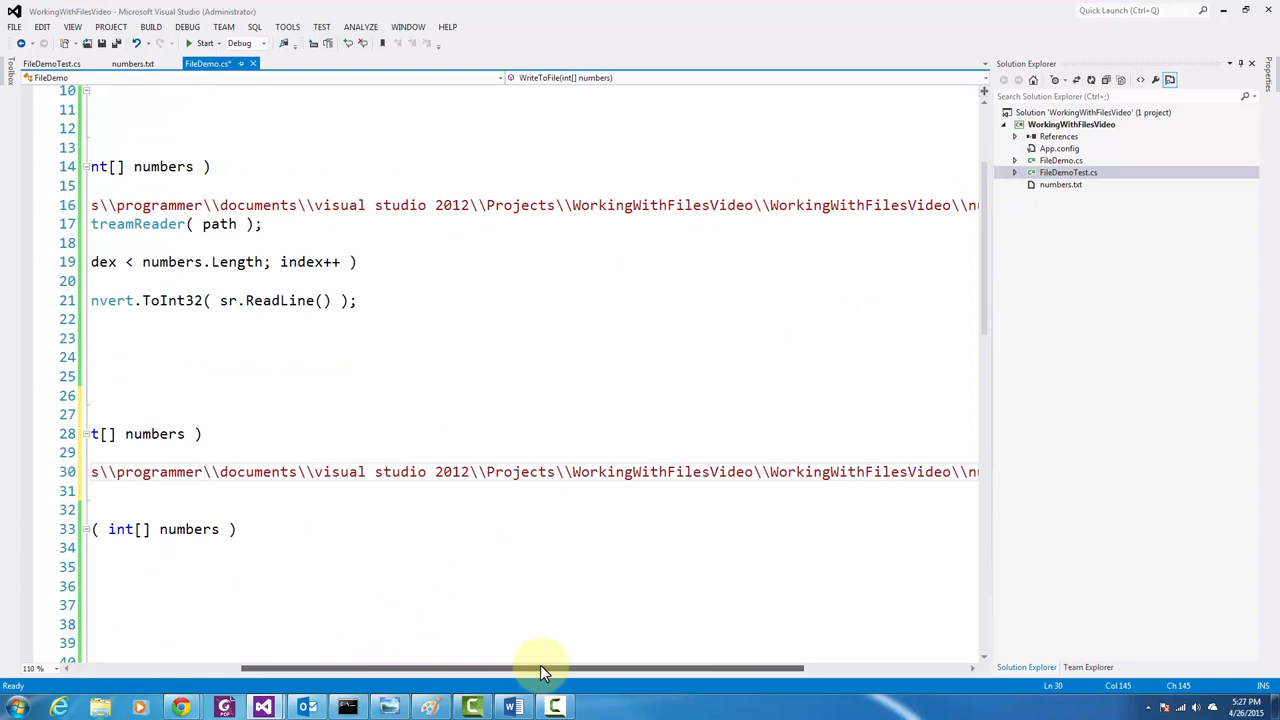 WorkingWithFilesVideo - Microsoft Visual Studio (Administrator)
Quick Launch (Ctrl+Q)
FILE EDIT VIEW PROJECT BUILD DEBUG TEAM SQL TOOLS TEST ANALYZE WINDOW HELP
Start Debug
FileDemoTest.cs numbers.txt FileDemo.cs*
Toolbox
FileDemo WriteToFile(int[] numbers)
10
11
12
13
14 nt[] numbers )
15
16 s\\programmer\\documents\\visual studio 2012\\Projects\\WorkingWithFilesVideo\\WorkingWithFilesVideo\\nu
17 treamReader( path );
18
19 dex < numbers.Length; index++ )
20
21 nvert.ToInt32( sr.ReadLine() );
22
23
24
25
26
27
28 t[] numbers )
29
30 s\\programmer\\documents\\visual studio 2012\\Projects\\WorkingWithFilesVideo\\WorkingWithFilesVideo\\nu
31
32
33 ( int[] numbers )
34
35
36
37
38
39
40
110 %
Solution Explorer
Search Solution Explorer (Ctrl+;)
Solution 'WorkingWithFilesVideo' (1 project)
WorkingWithFilesVideo
References
App.config
FileDemo.cs
FileDemoTest.cs
numbers.txt
Properties
Solution Explorer Team Explorer
Ready Ln 30 Col 145 Ch 145 INS
5:27 PM
4/26/2015